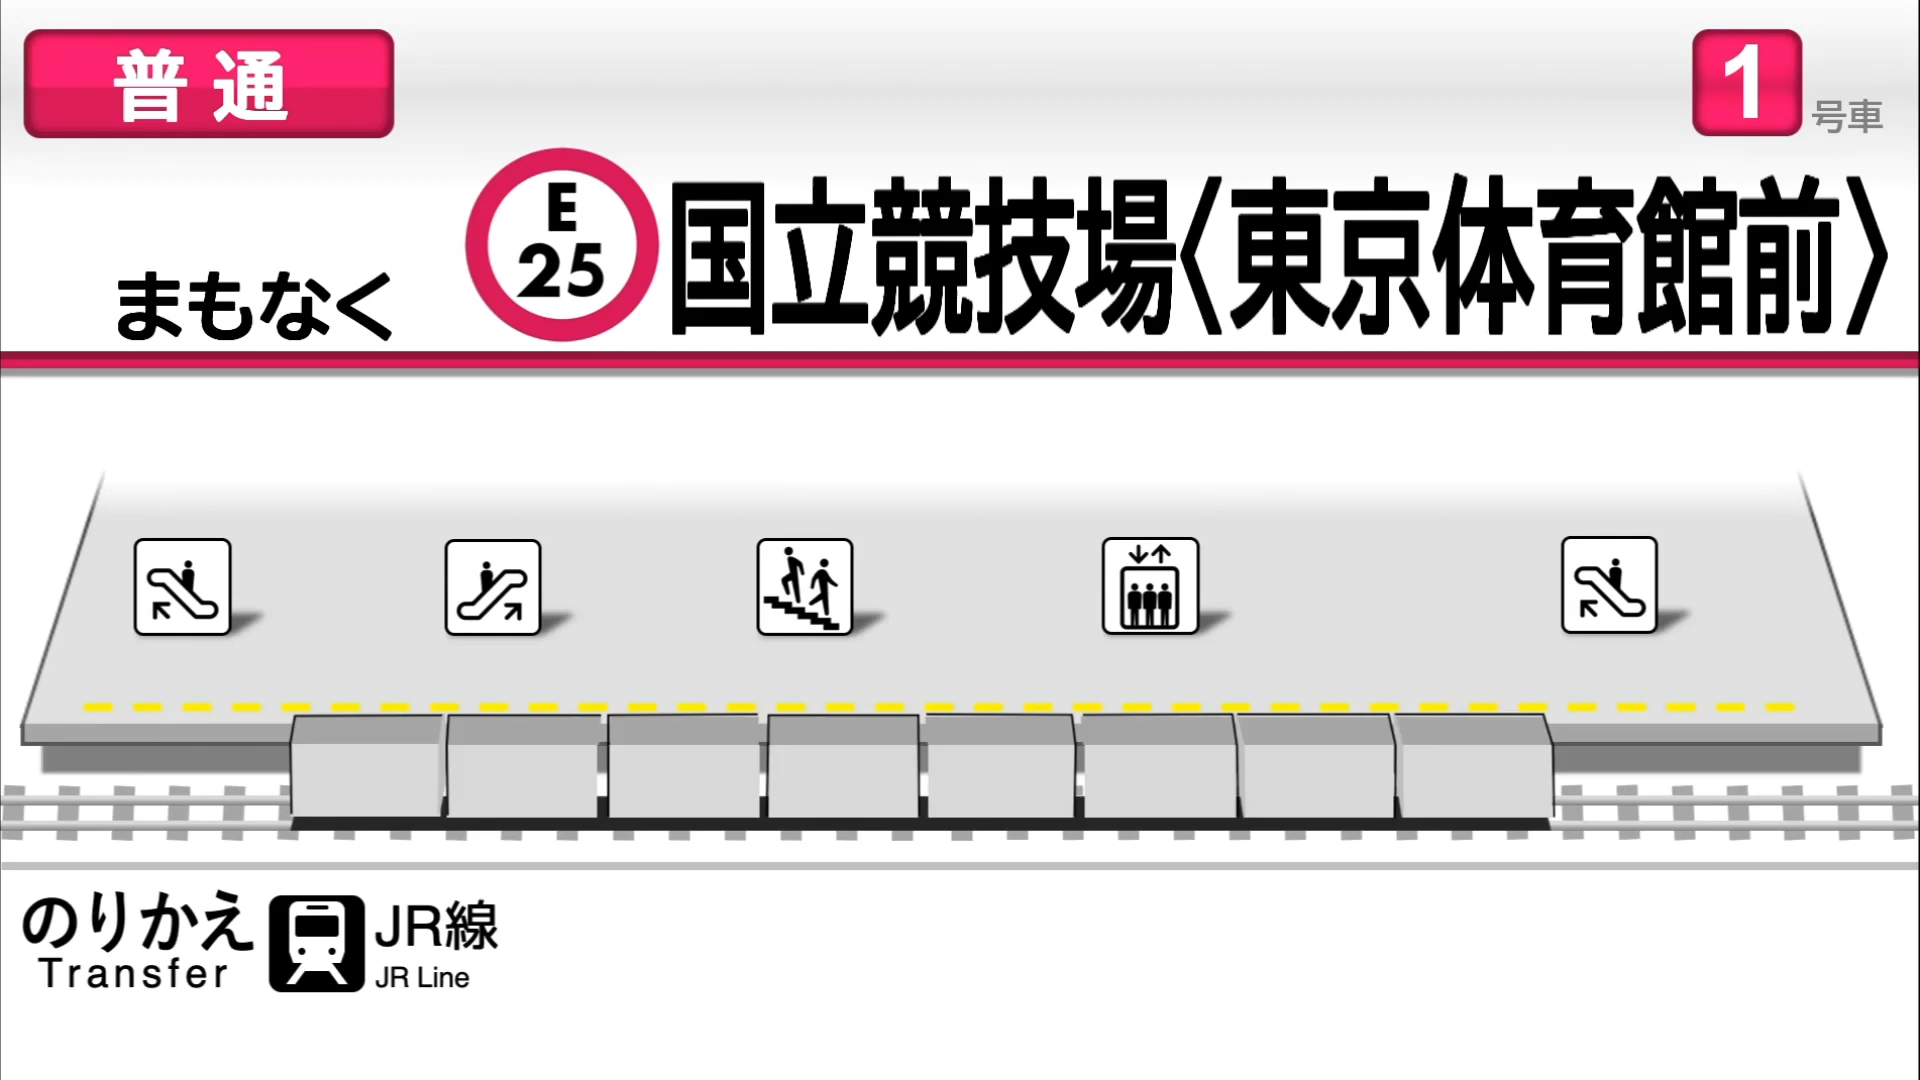 普通
1号車
まもなく
E
25
国立競技場〈東京体育館前〉
のりかえ
Transfer
JR線
JR Line